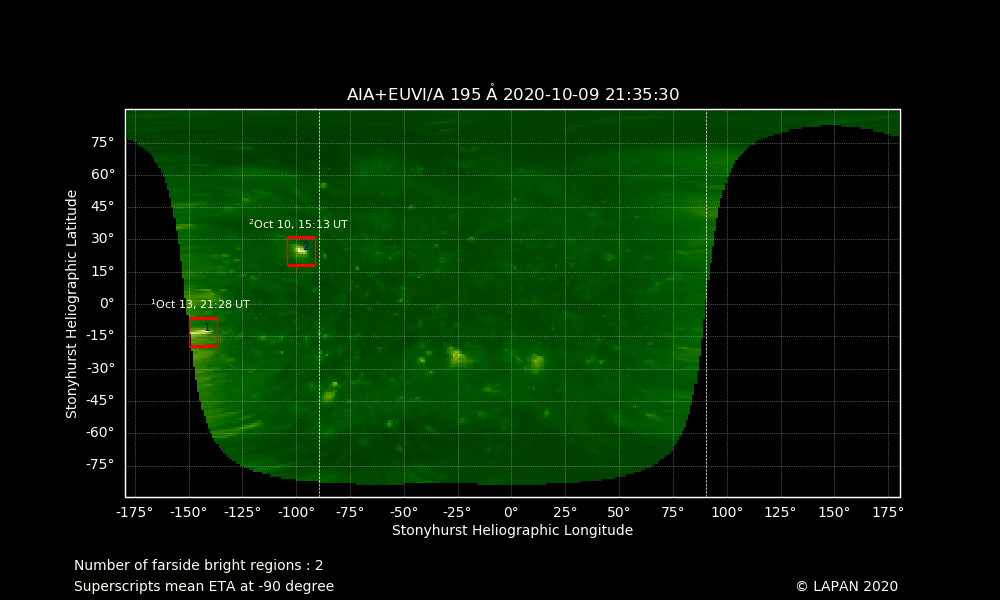 AIA+EUVI/A 195 Å 2020-10-09 21:35:30
75°
60°
45°
30°
15°
0°
-15°
-30°
-45°
-60°
-75°
Stonyhurst Heliographic Latitude
²Oct 10, 15:13 UT
¹Oct 13, 21:28 UT
1
-175° -150° -125° -100° -75° -50° -25° 0° 25° 50° 75° 100° 125° 150° 175°
Stonyhurst Heliographic Longitude
Number of farside bright regions : 2
Superscripts mean ETA at -90 degree
© LAPAN 2020